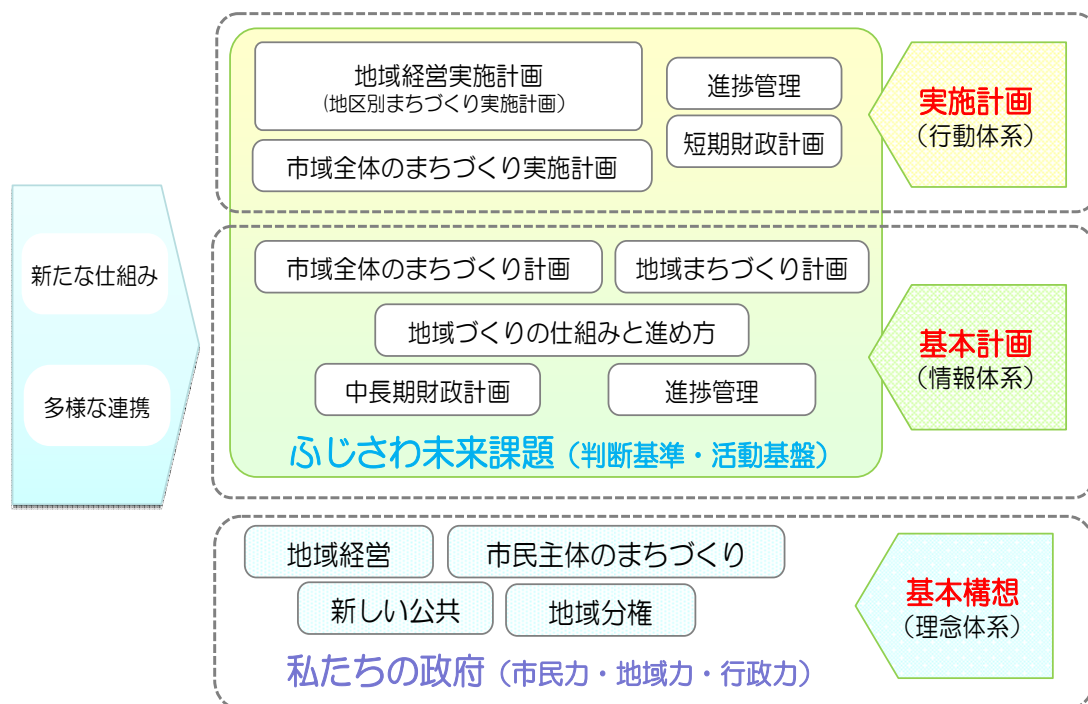 地域経営実施計画
(地区別まちづくり実施計画)
進捗管理
短期財政計画
市域全体のまちづくり実施計画
実施計画
(行動体系)
新たな仕組み
多様な連携
市域全体のまちづくり計画
地域まちづくり計画
地域づくりの仕組みと進め方
中長期財政計画
進捗管理
ふじさわ未来課題(判断基準・活動基盤)
基本計画
(情報体系)
地域経営
市民主体のまちづくり
新しい公共
地域分権
私たちの政府(市民力・地域力・行政力)
基本構想
(理念体系)